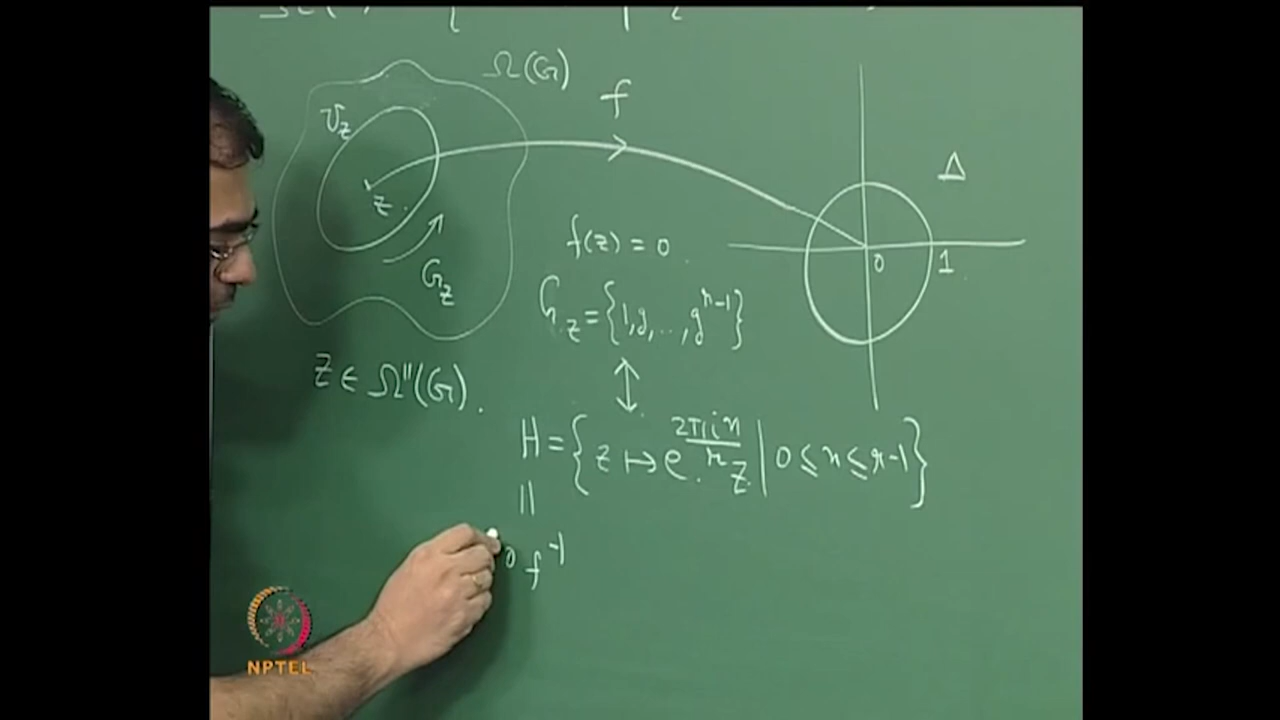 Ω(G)
f
U_z
Δ
z
f(z) = 0
0
1
G_z
G_z = {1, g, ..., g^{r-1}}
z ∈ Ω''(G).
H = { z ↦ e^{2πin/r} z | 0 ≤ n ≤ r-1 }
||
∘ f^{-1}
NPTEL